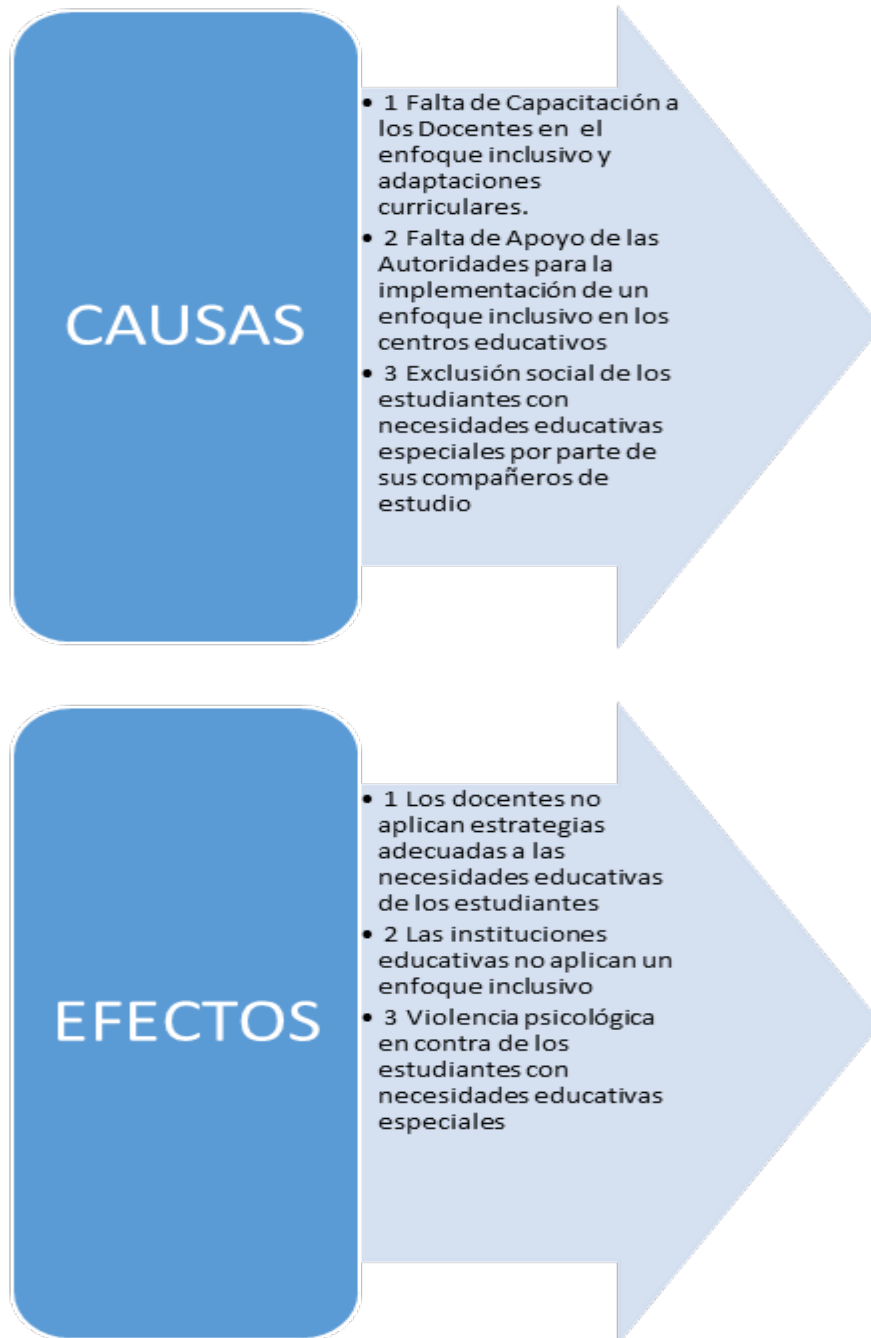 CAUSAS
• 1 Falta de Capacitación a
los Docentes en el
enfoque inclusivo y
adaptaciones
curriculares.
• 2 Falta de Apoyo de las
Autoridades para la
implementación de un
enfoque inclusivo en los
centros educativos
• 3 Exclusión social de los
estudiantes con
necesidades educativas
especiales por parte de
sus compañeros de
estudio
EFECTOS
• 1 Los docentes no
aplican estrategias
adecuadas a las
necesidades educativas
de los estudiantes
• 2 Las instituciones
educativas no aplican un
enfoque inclusivo
• 3 Violencia psicológica
en contra de los
estudiantes con
necesidades educativas
especiales